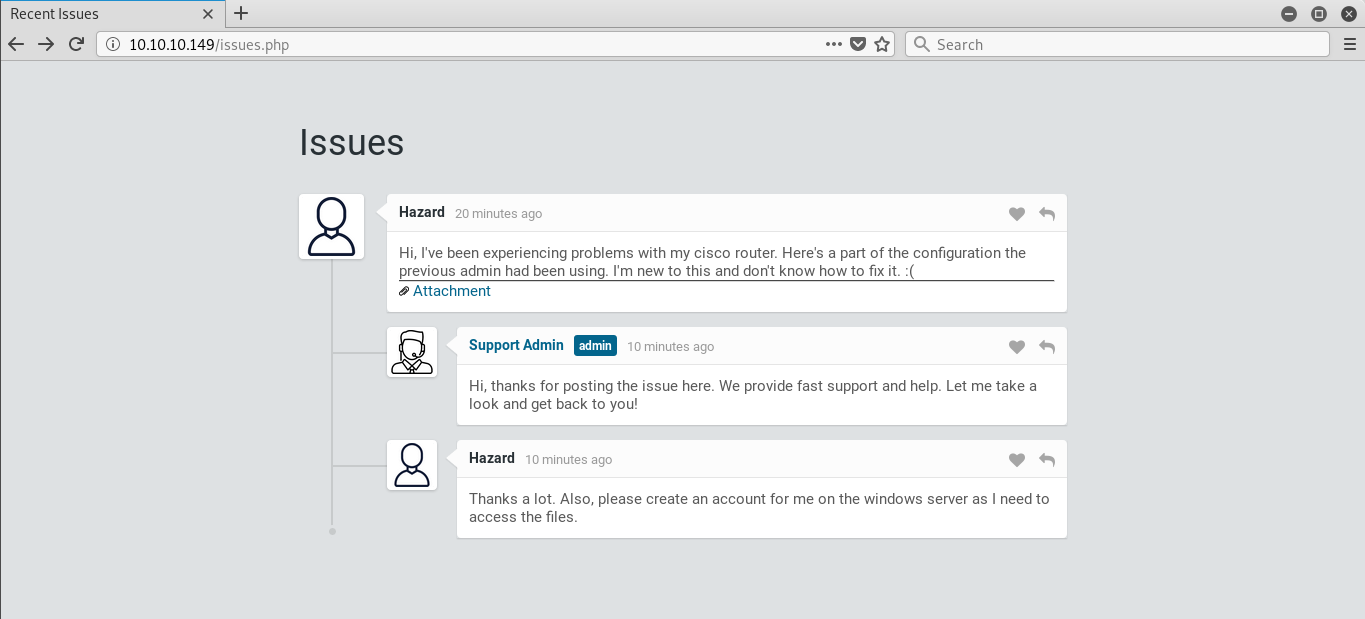 Recent Issues
10.10.10.149/issues.php
Search
Issues
Hazard 20 minutes ago
Hi, I've been experiencing problems with my cisco router. Here's a part of the configuration the
previous admin had been using. I'm new to this and don't know how to fix it. :(
Attachment
Support Admin admin 10 minutes ago
Hi, thanks for posting the issue here. We provide fast support and help. Let me take a
look and get back to you!
Hazard 10 minutes ago
Thanks a lot. Also, please create an account for me on the windows server as I need to
access the files.